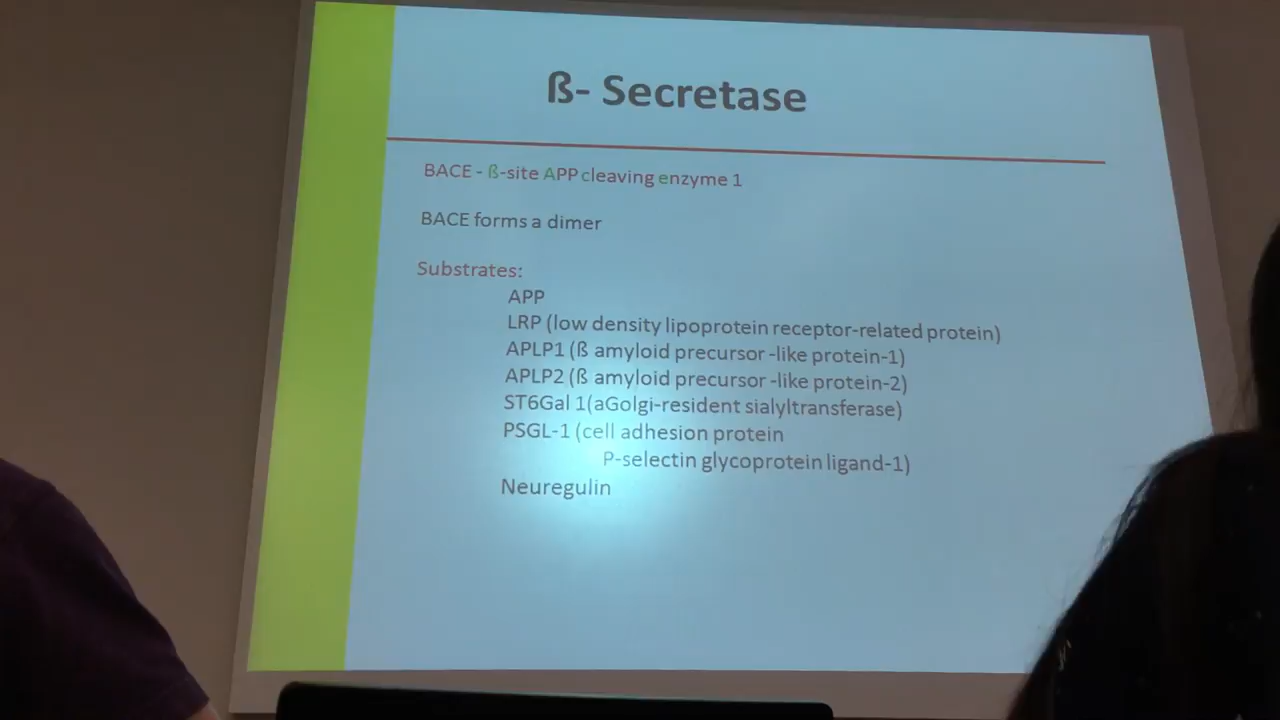 ß- Secretase
BACE - ß-site APP cleaving enzyme 1
BACE forms a dimer
Substrates:
APP
LRP (low density lipoprotein receptor-related protein)
APLP1 (ß amyloid precursor -like protein-1)
APLP2 (ß amyloid precursor -like protein-2)
ST6Gal 1(aGolgi-resident sialyltransferase)
PSGL-1 (cell adhesion protein
P-selectin glycoprotein ligand-1)
Neuregulin